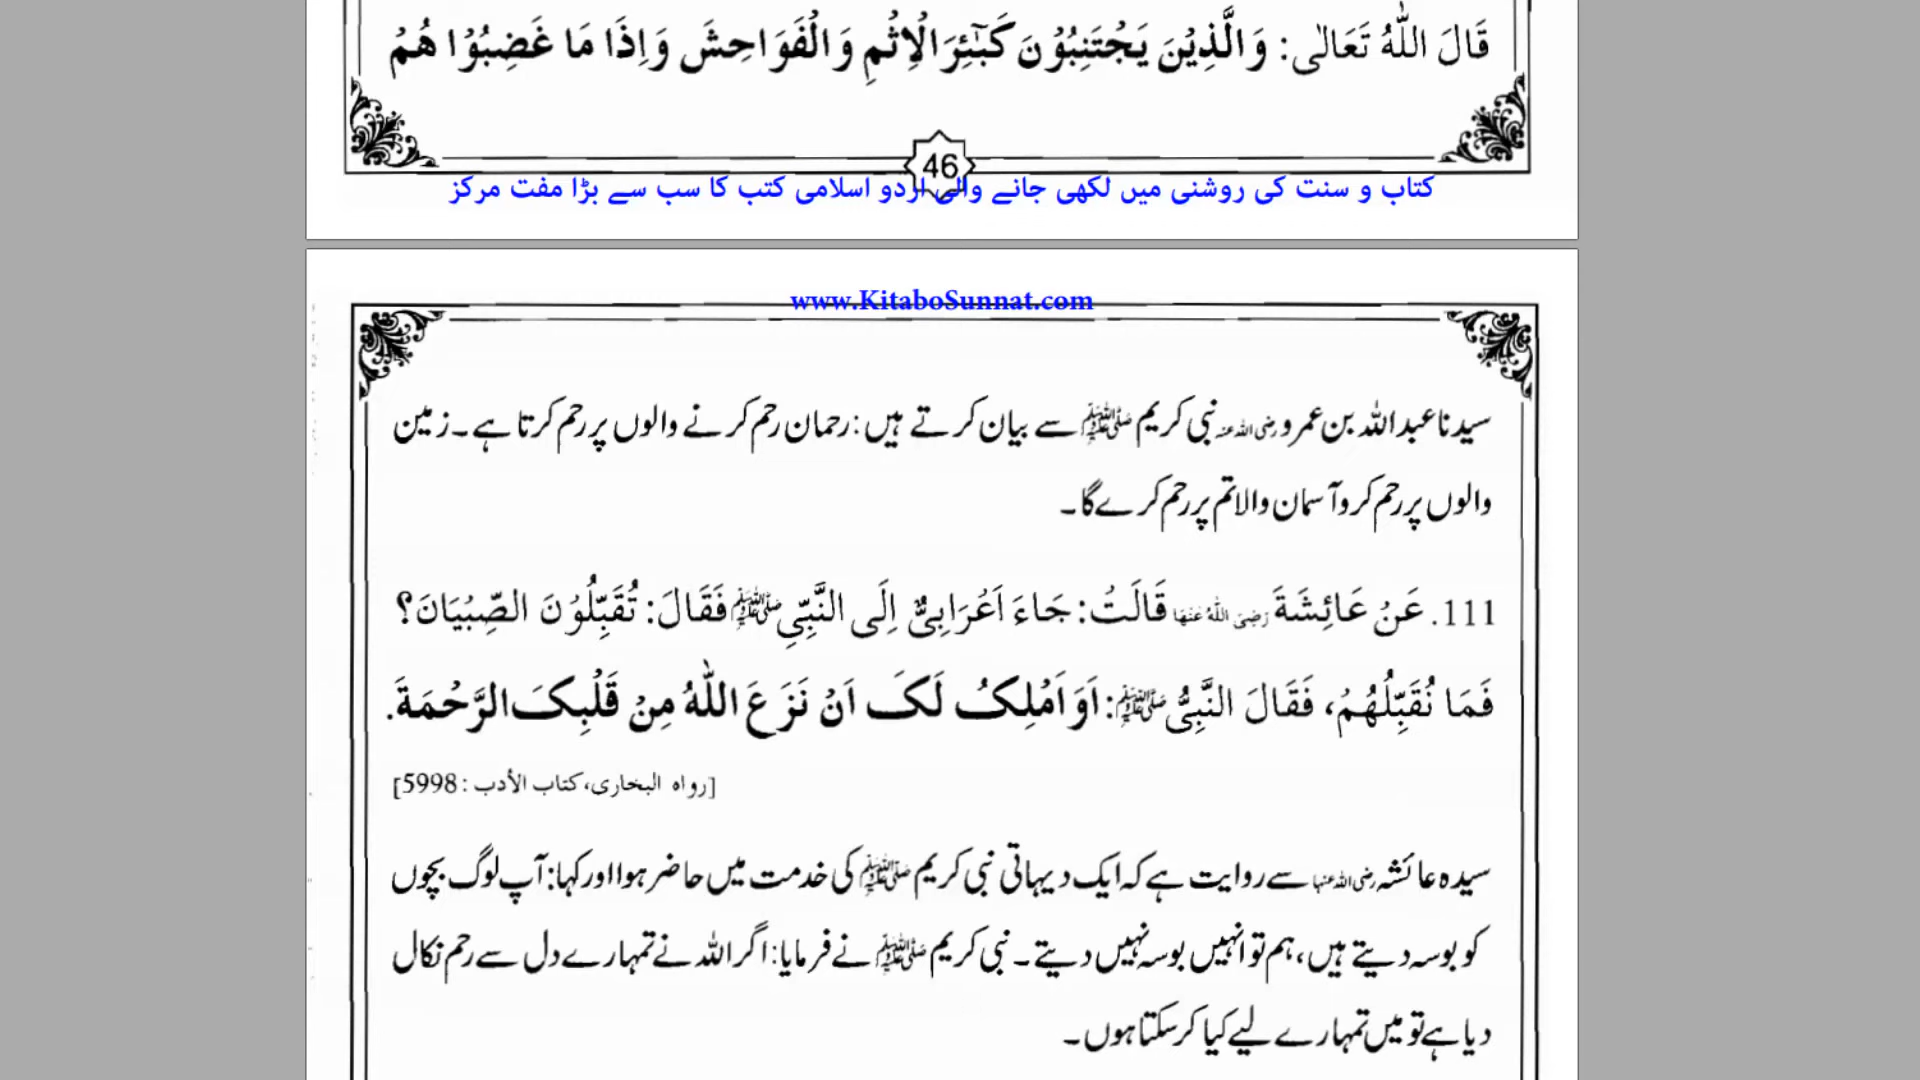 قَالَ اللّٰهُ تَعَالٰى: وَالَّذِيْنَ يَجْتَنِبُوْنَ كَبٰٓئِرَ الْاِثْمِ وَالْفَوَاحِشَ وَاِذَا مَا غَضِبُوْا هُمْ
46
کتاب و سنت کی روشنی میں لکھی جانے والی اردو اسلامی کتب کا سب سے بڑا مفت مرکز
www.KitaboSunnat.com
سیدنا عبداللہ بن عمرو رضی اللہ عنہ نبی کریم ﷺ سے بیان کرتے ہیں: رحمان رحم کرنے والوں پر رحم کرتا ہے۔ زمین
والوں پر رحم کرو آسمان والا تم پر رحم کرے گا۔
111. عَنْ عَائِشَةَ رَضِىَ اللّٰهُ عَنْهَا قَالَتْ: جَاءَ اَعْرَابِىٌّ اِلَى النَّبِّيِ ﷺ فَقَالَ: تُقَبِّلُوْنَ الصِّبْيَانَ؟
فَمَا نُقَبِّلُهُمْ، فَقَالَ النَّبِىُّ ﷺ: اَوَ اَمْلِکُ لَکَ اَنْ نَزَعَ اللّٰهُ مِنْ قَلْبِکَ الرَّحْمَةَ.
[رواه البخاری، کتاب الأدب: 5998]
سیدہ عائشہ رضی اللہ عنہا سے روایت ہے کہ ایک دیہاتی نبی کریم ﷺ کی خدمت میں حاضر ہوا اور کہا: آپ لوگ بچوں
کو بوسہ دیتے ہیں، ہم تو انہیں بوسہ نہیں دیتے۔ نبی کریم ﷺ نے فرمایا: اگر اللہ نے تمہارے دل سے رحم نکال
دیا ہے تو میں تمہارے لیے کیا کر سکتا ہوں۔